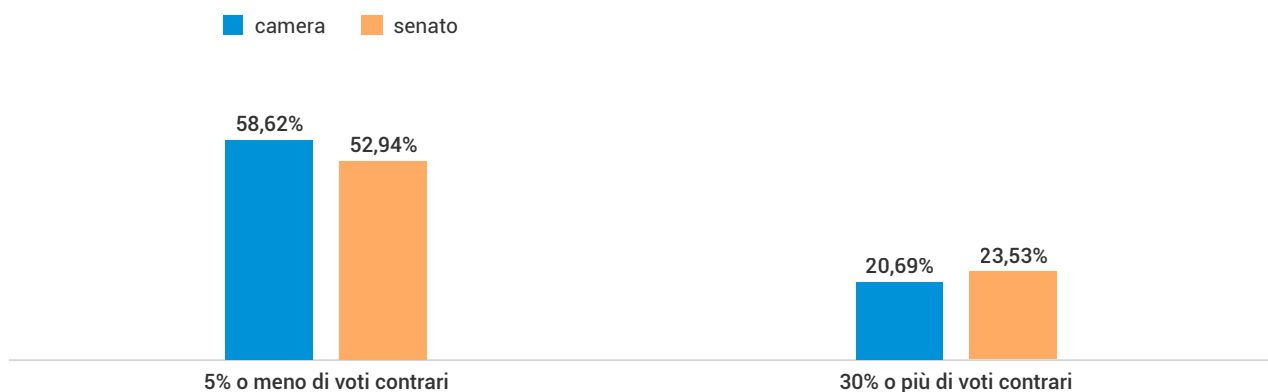 camera senato
58,62%
52,94%
20,69%
23,53%
5% o meno di voti contrari
30% o più di voti contrari